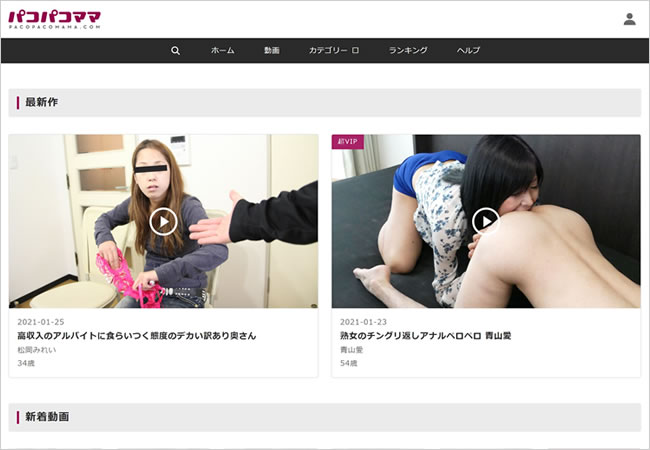 パコパコママ
PACOPACOMAMA.COM
ホーム 動画 カテゴリー ロ ランキング ヘルプ
最新作
超VIP
2021-01-25
高収入のアルバイトに食らいつく態度のデカい訳あり奥さん
松岡みれい
34歳
2021-01-23
熟女のチングリ返しアナルベロベロ 青山愛
青山愛
54歳
新着動画